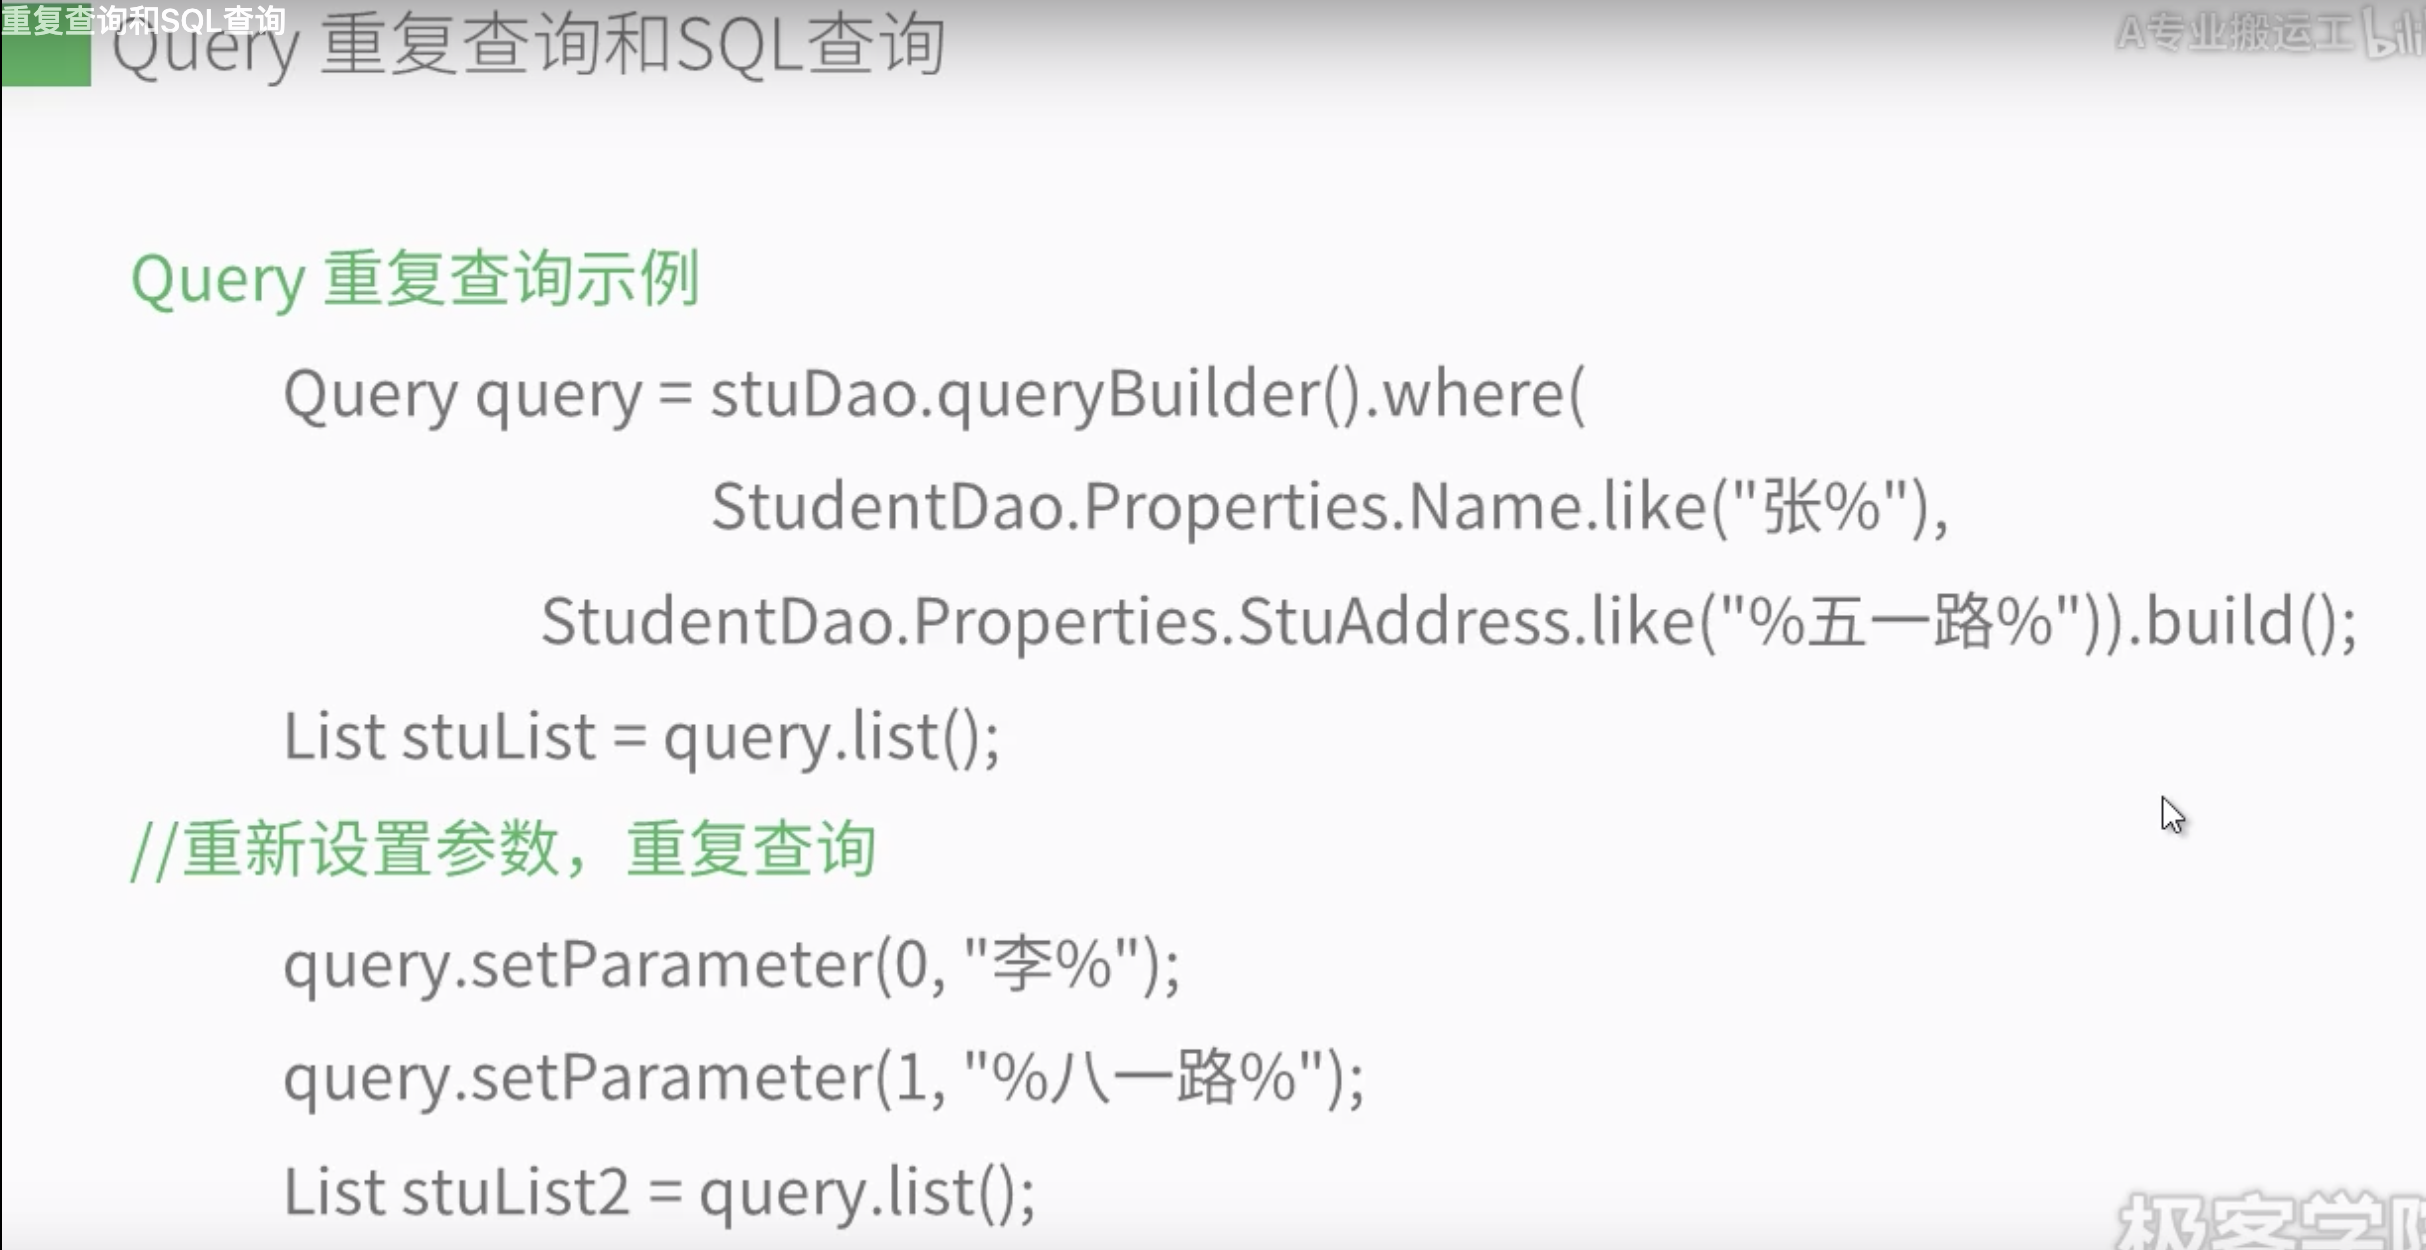 重复查询和SQL查询
Query 重复查询和SQL查询
A专业搬运工
Query 重复查询示例
Query query = stuDao.queryBuilder().where(
StudentDao.Properties.Name.like("张%"),
StudentDao.Properties.StuAddress.like("%五一路%")).build();
List stuList = query.list();
//重新设置参数，重复查询
query.setParameter(0, "李%");
query.setParameter(1, "%八一路%");
List stuList2 = query.list();
极客学院